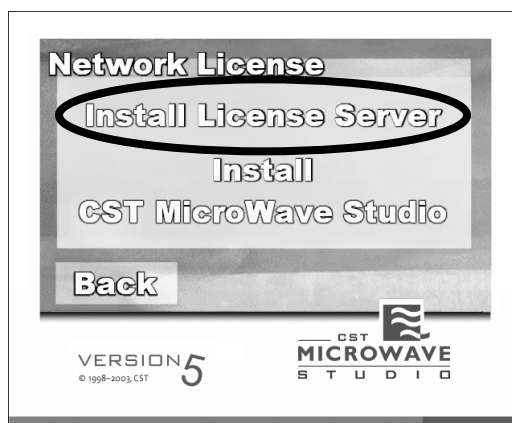 Network License
Install License Server
Install
CST MicroWave Studio
Back
CST
MICROWAVE
STUDIO
VERSION 5
© 1998–2003, CST